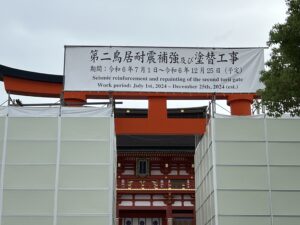 第二鳥居耐震補強及び塗替工事
期間：令和６年７月１日～令和６年１２月２５日（予定）
Seismic reinforcement and repainting of the second torii gate
Work period: July 1st, 2024 – December 25th, 2024 (est.)